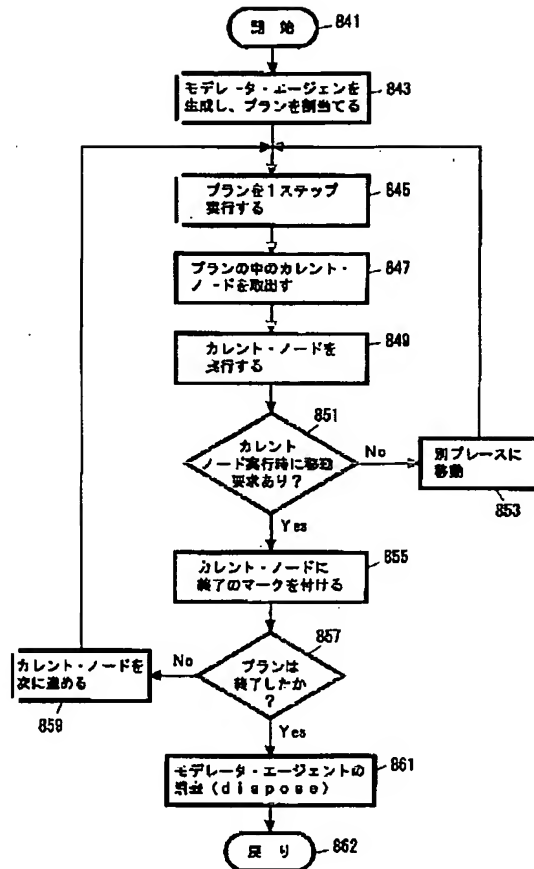 開 始
841
モデレータ・エージェンを
生成し、プランを割当てる
843
プランを1ステップ
実行する
845
プランの中のカレント・
ノードを取出す
847
カレント・ノードを
実行する
849
851
カレント
ノード実行時に移動
要求あり?
No
別プレースに
移動
853
Yes
カレント・ノードに
終了のマークを付ける
855
857
プランは
終了したか
?
No
カレント・ノードを
次に進める
859
Yes
モデレータ・エージェントの
(dispose)
861
戻 り
862